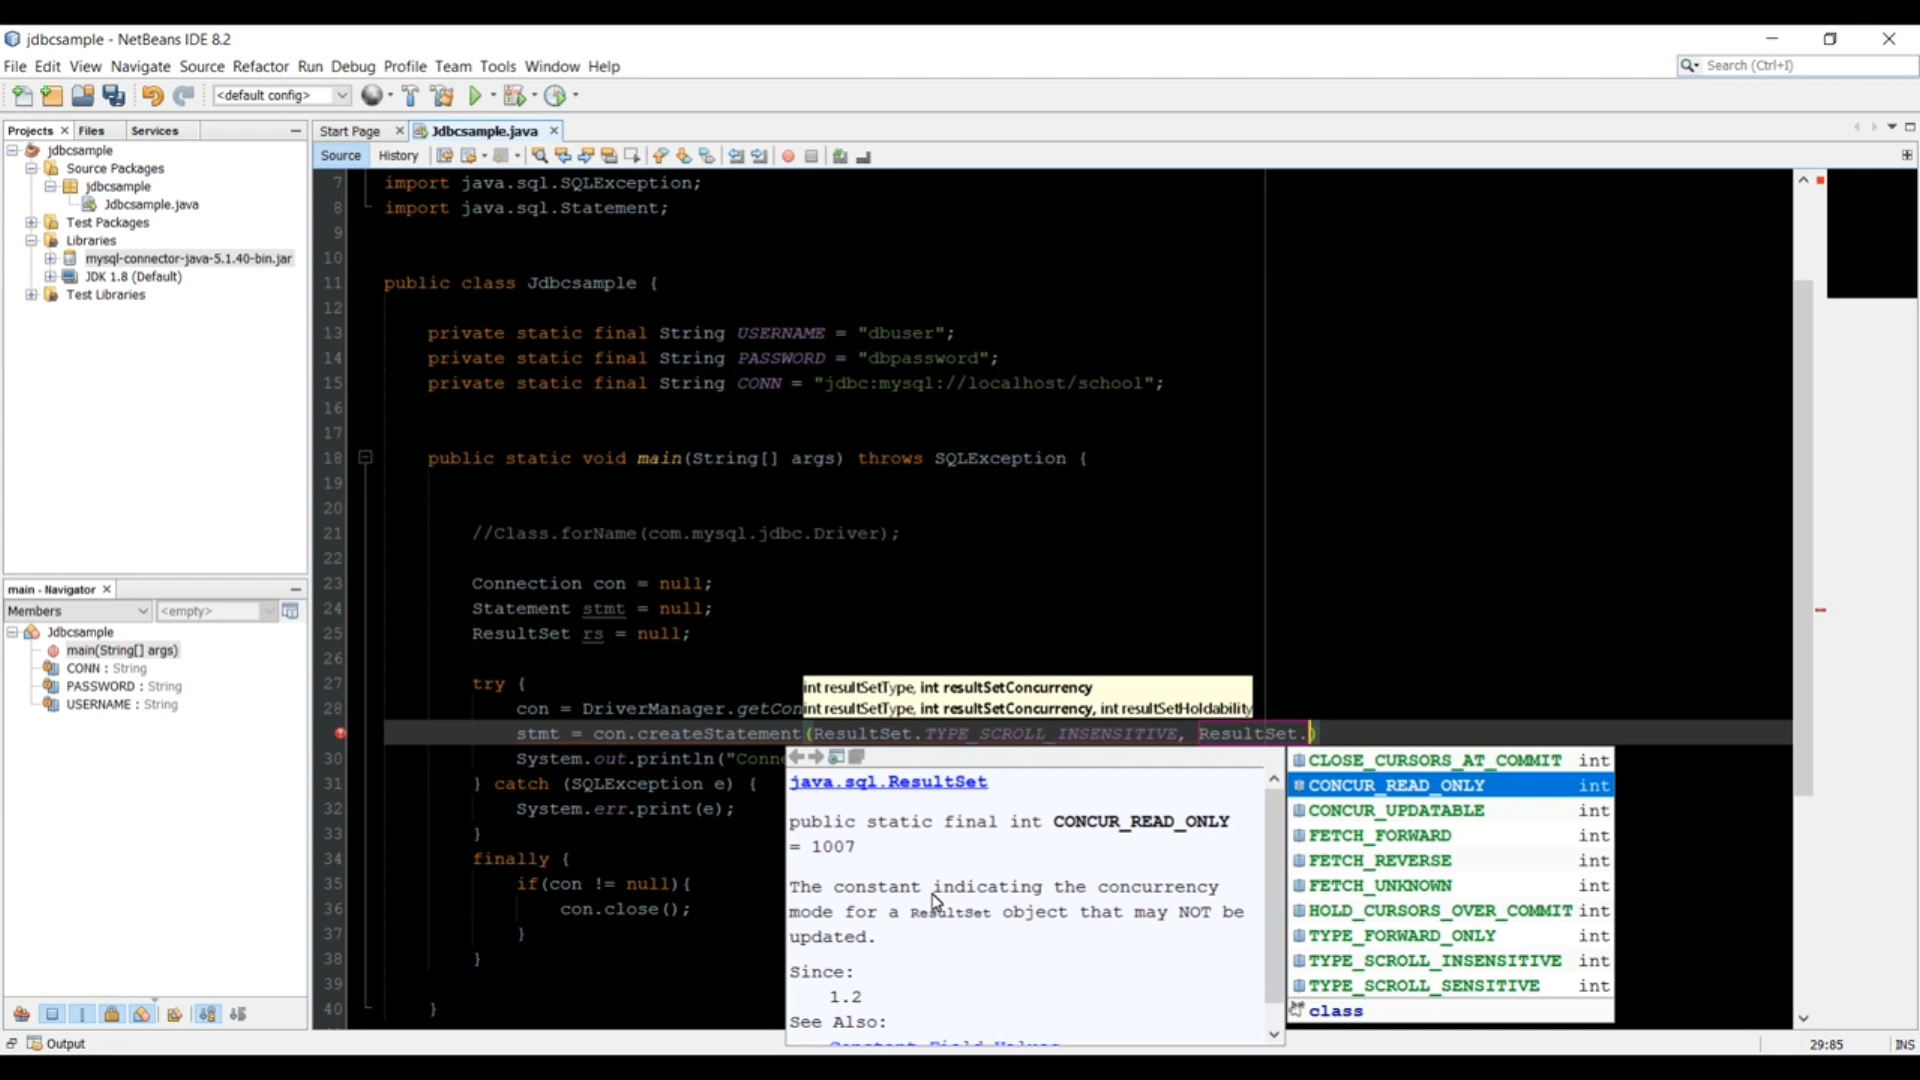 jdbcsample - NetBeans IDE 8.2
File Edit View Navigate Source Refactor Run Debug Profile Team Tools Window Help
Search (Ctrl+I)
<default config>
Projects Files Services
Start Page Jdbcsample.java
Source History
jdbcsample
Source Packages
jdbcsample
Jdbcsample.java
Test Packages
Libraries
mysql-connector-java-5.1.40-bin.jar
JDK 1.8 (Default)
Test Libraries
main - Navigator
Members <empty>
Jdbcsample
main(String[] args)
CONN : String
PASSWORD : String
USERNAME : String
7 import java.sql.SQLException;
8 import java.sql.Statement;
9
10
11 public class Jdbcsample {
12
13 private static final String USERNAME = "dbuser";
14 private static final String PASSWORD = "dbpassword";
15 private static final String CONN = "jdbc:mysql://localhost/school";
16
17
18 public static void main(String[] args) throws SQLException {
19
20
21 //Class.forName(com.mysql.jdbc.Driver);
22
23 Connection con = null;
24 Statement stmt = null;
25 ResultSet rs = null;
26
27 try {
int resultSetType, int resultSetConcurrency
28 con = DriverManager.getCon
int resultSetType, int resultSetConcurrency, int resultSetHoldability
stmt = con.createStatement(ResultSet.TYPE_SCROLL_INSENSITIVE, ResultSet.)
30 System.out.println("Conne
31 } catch (SQLException e) {
32 System.err.print(e);
33 }
34 finally {
35 if(con != null){
36 con.close();
37 }
38 }
39
40 }
java.sql.ResultSet
public static final int CONCUR_READ_ONLY
= 1007
The constant indicating the concurrency
mode for a ResultSet object that may NOT be
updated.
Since:
1.2
See Also:
Constant Field Values
CLOSE_CURSORS_AT_COMMIT int
CONCUR_READ_ONLY int
CONCUR_UPDATABLE int
FETCH_FORWARD int
FETCH_REVERSE int
FETCH_UNKNOWN int
HOLD_CURSORS_OVER_COMMIT int
TYPE_FORWARD_ONLY int
TYPE_SCROLL_INSENSITIVE int
TYPE_SCROLL_SENSITIVE int
class
Output
29:85 INS